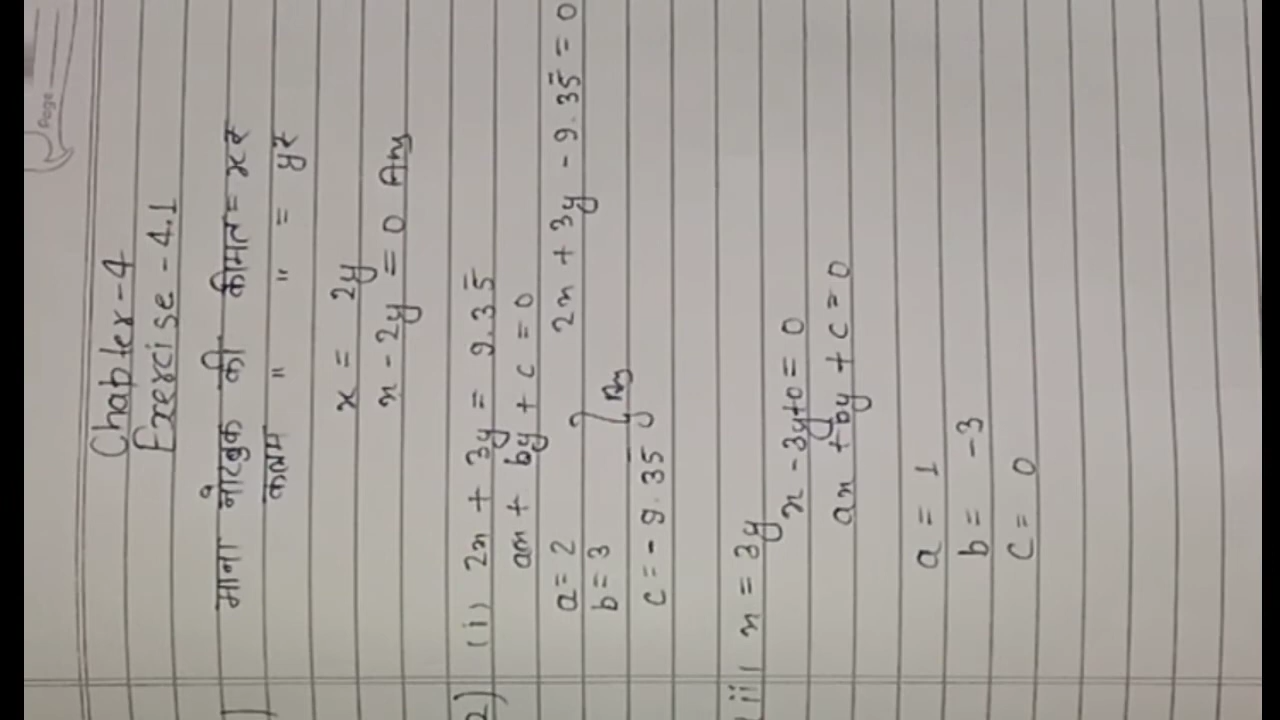 Page
Chapter-4
Exercise-4.1
1) माना नोटबुक की कीमत = x ₹
कलम " " " = y ₹
x = 2y
x - 2y = 0 Ans
2) (i) 2x + 3y = 9.35̅
ax + by + c = 0
2x + 3y - 9.35̅ = 0
a = 2
b = 3
c = - 9.35̅ } Ans
(ii) x = 3y
x - 3y + 0 = 0
ax + by + c = 0
a = 1
b = -3
c = 0